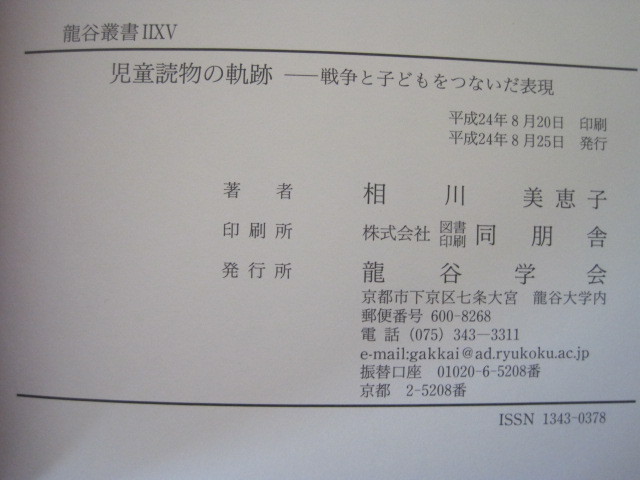 龍谷叢書IIXV
児童読物の軌跡 ──戦争と子どもをつないだ表現
平成24年8月20日 印刷
平成24年8月25日 発行
著者 相川 美恵子
印刷所 株式会社 図書印刷 同朋舎
発行所 龍谷学会
京都市下京区七条大宮 龍谷大学内
郵便番号 600-8268
電話 (075) 343―3311
e-mail:gakkai@ad.ryukoku.ac.jp
振替口座 01020-6-5208番
京都 2-5208番
ISSN 1343-0378